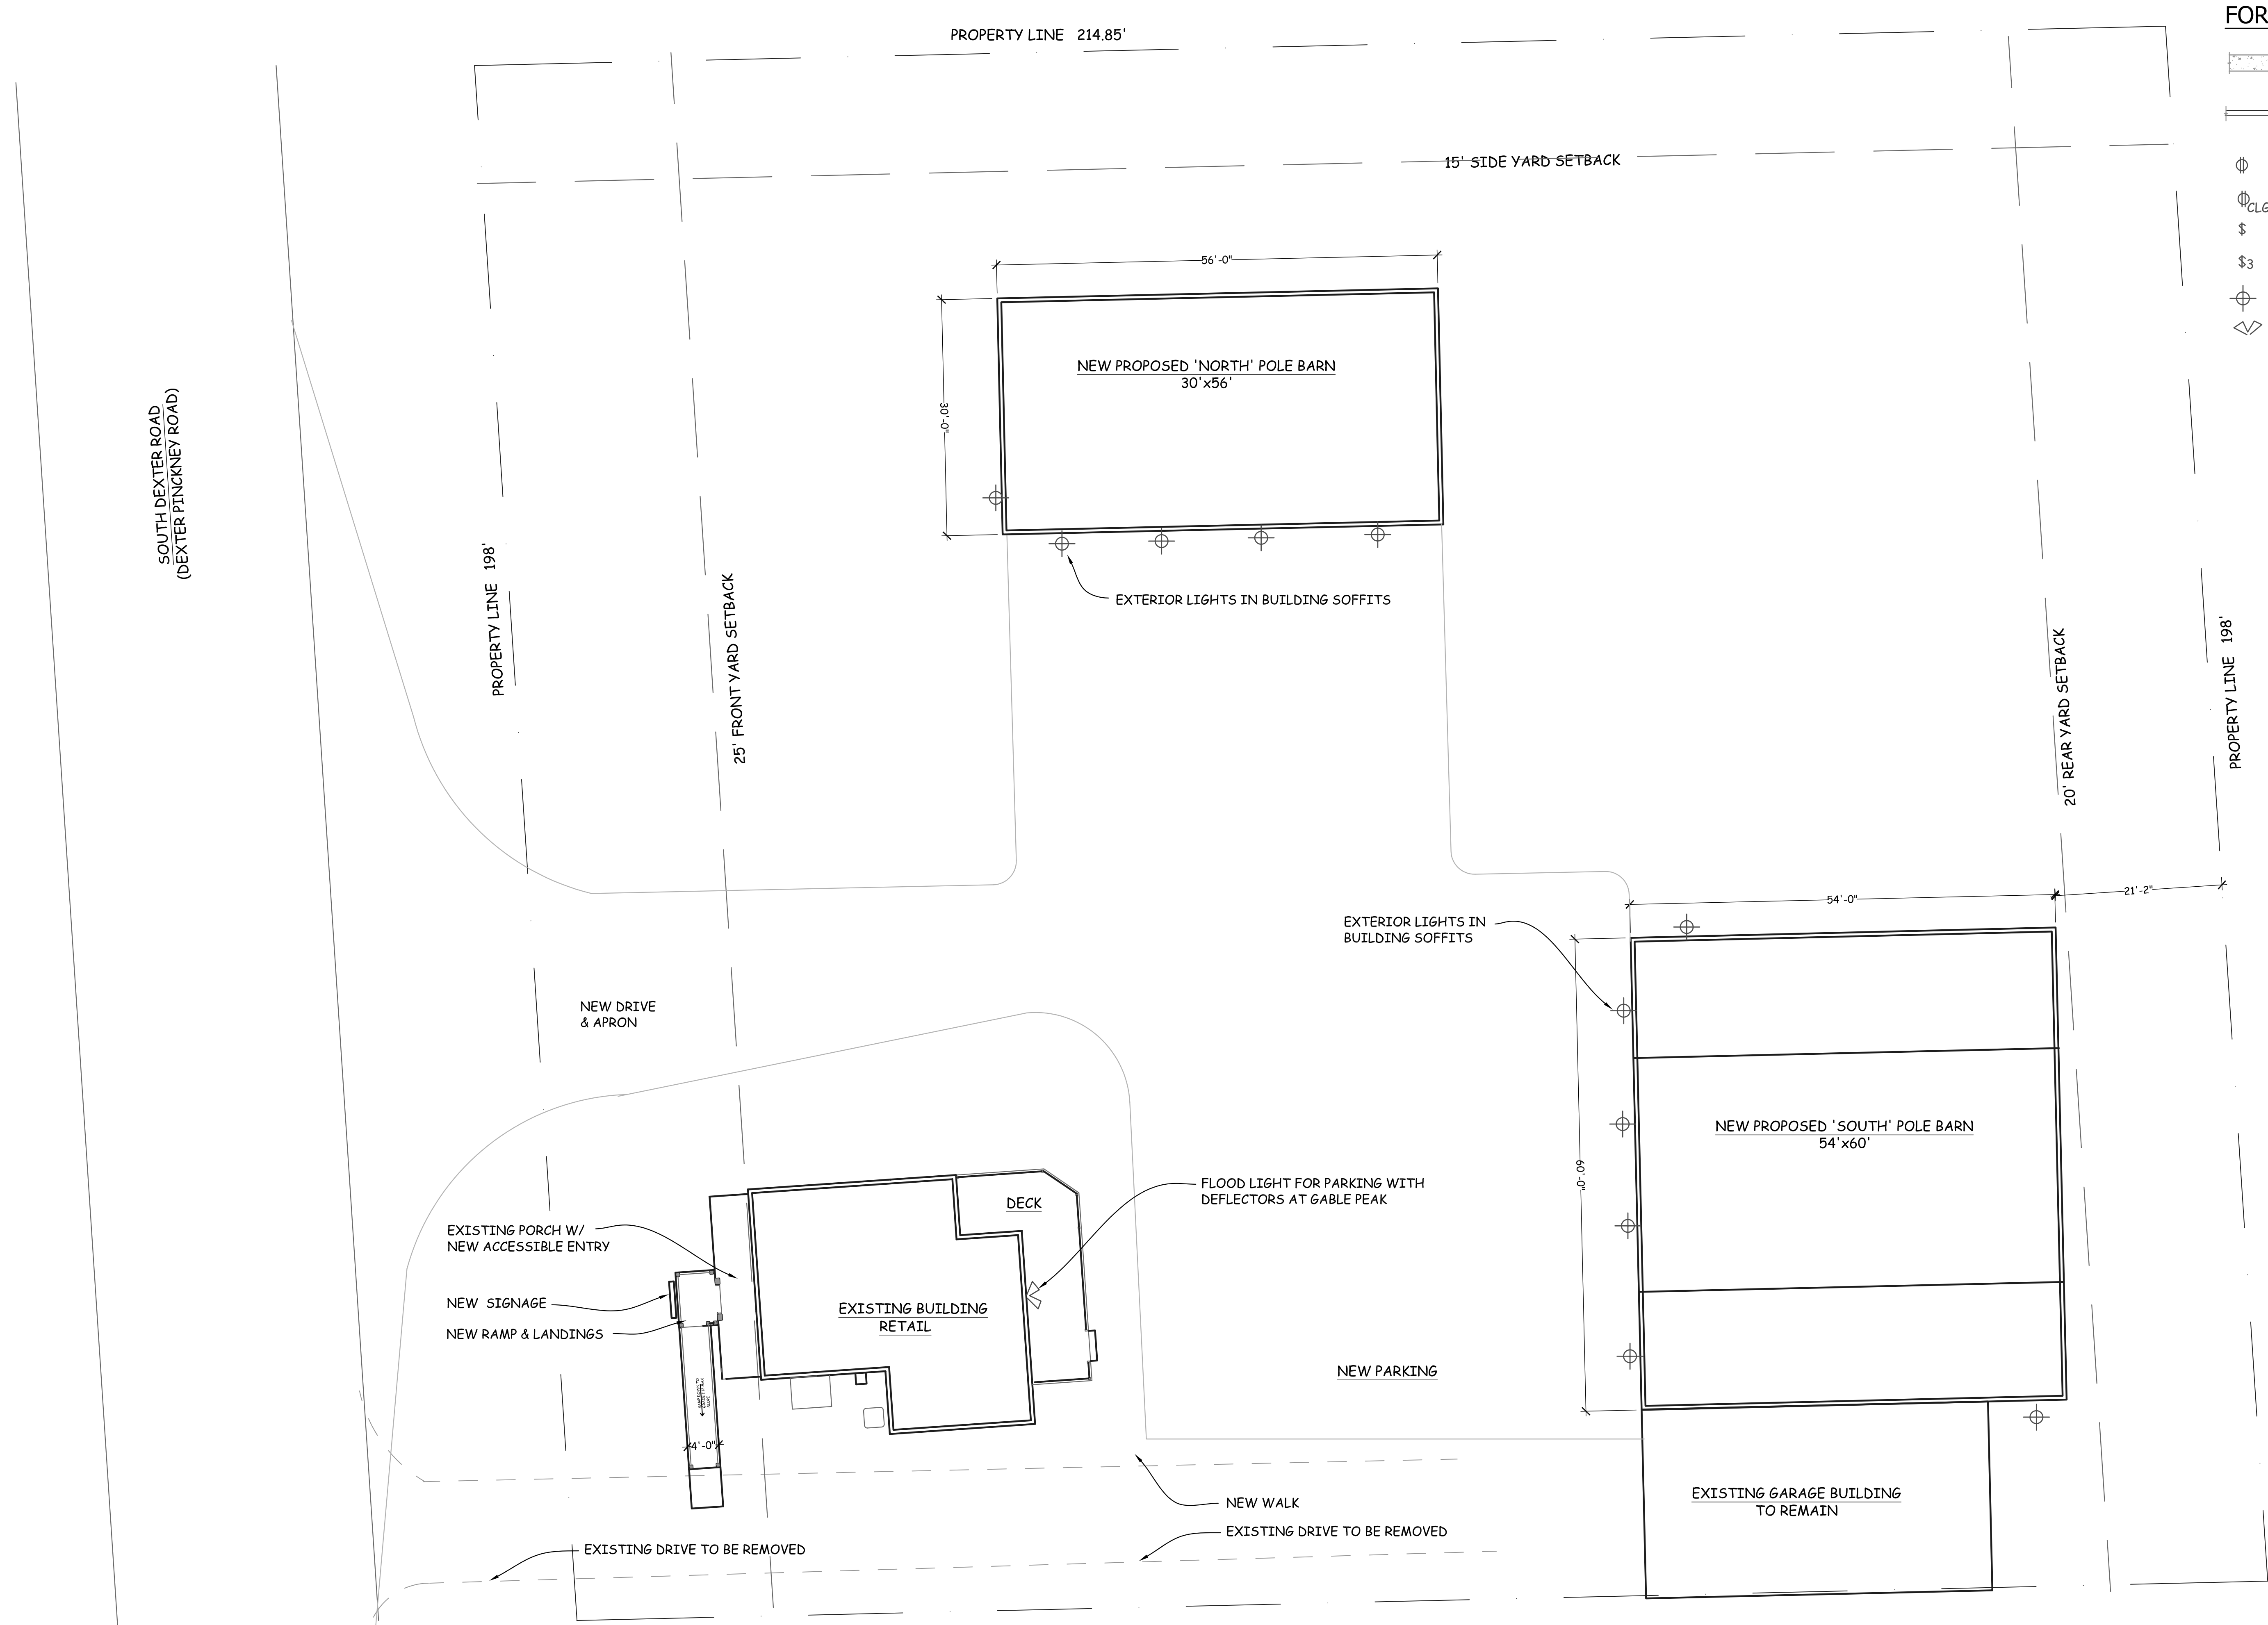 PROPERTY LINE 214.85'
FOR
15' SIDE YARD SETBACK
CLG
$
$3
56'-0"
NEW PROPOSED 'NORTH' POLE BARN
30'x56'
30'-0"
SOUTH DEXTER ROAD
(DEXTER PINCKNEY ROAD)
PROPERTY LINE 198'
25' FRONT YARD SETBACK
EXTERIOR LIGHTS IN BUILDING SOFFITS
20' REAR YARD SETBACK
PROPERTY LINE 198'
54'-0"
21'-2"
EXTERIOR LIGHTS IN
BUILDING SOFFITS
NEW DRIVE
& APRON
NEW PROPOSED 'SOUTH' POLE BARN
54'x60'
60'-0"
FLOOD LIGHT FOR PARKING WITH
DEFLECTORS AT GABLE PEAK
DECK
EXISTING PORCH W/
NEW ACCESSIBLE ENTRY
NEW SIGNAGE
NEW RAMP & LANDINGS
EXISTING BUILDING
RETAIL
NEW PARKING
SLOPE
4'-0"
NEW WALK
EXISTING GARAGE BUILDING
TO REMAIN
EXISTING DRIVE TO BE REMOVED
EXISTING DRIVE TO BE REMOVED